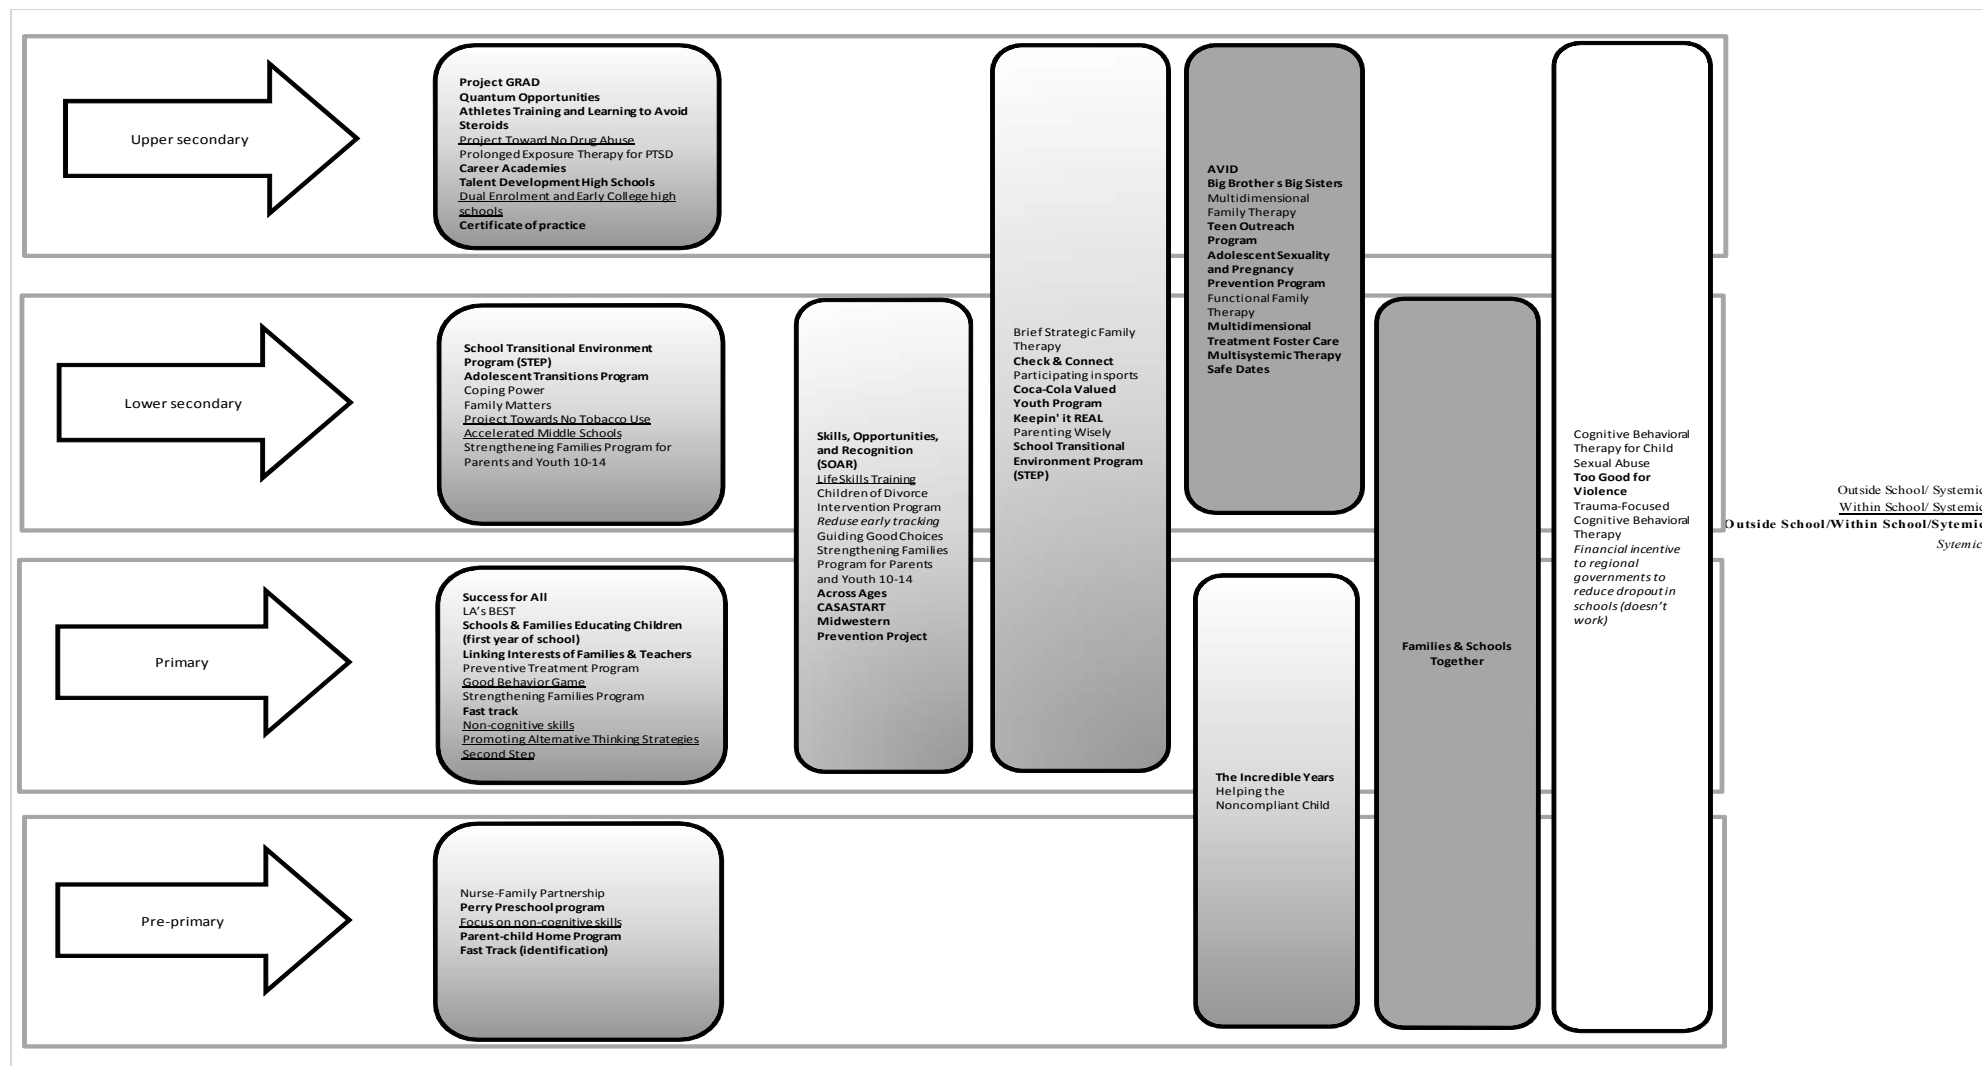 Upper secondary
Project GRAD
Quantum Opportunities
Athletes Training and Learning to Avoid
Steroids
Project Toward No Drug Abuse
Prolonged Exposure Therapy for PTSD
Career Academies
Talent Development High Schools
Dual Enrolment and Early College high
schools
Certificate of practice
Lower secondary
School Transitional Environment
Program (STEP)
Adolescent Transitions Program
Coping Power
Family Matters
Project Towards No Tobacco Use
Accelerated Middle Schools
Strengtheneing Families Program for
Parents and Youth 10-14
Primary
Success for All
LA's BEST
Schools & Families Educating Children
(first year of school)
Linking Interests of Families & Teachers
Preventive Treatment Program
Good Behavior Game
Strengthening Families Program
Fast track
Non-cognitive skills
Promoting Alternative Thinking Strategies
Second Step
Pre-primary
Nurse-Family Partnership
Perry Preschool program
Focus on non-cognitive skills
Parent-child Home Program
Fast Track (identification)
Skills, Opportunities,
and Recognition
(SOAR)
LifeSkills Training
Children of Divorce
Intervention Program
Reduse early tracking
Guiding Good Choices
Strengthening Families
Program for Parents
and Youth 10-14
Across Ages
CASASTART
Midwestern
Prevention Project
Brief Strategic Family
Therapy
Check & Connect
Participating in sports
Coca-Cola Valued
Youth Program
Keepin' it REAL
Parenting Wisely
School Transitional
Environment Program
(STEP)
AVID
Big Brother s Big Sisters
Multidimensional
Family Therapy
Teen Outreach
Program
Adolescent Sexuality
and Pregnancy
Prevention Program
Functional Family
Therapy
Multidimensional
Treatment Foster Care
Multisystemic Therapy
Safe Dates
The Incredible Years
Helping the
Noncompliant Child
Families & Schools
Together
Cognitive Behavioral
Therapy for Child
Sexual Abuse
Too Good for
Violence
Trauma-Focused
Cognitive Behavioral
Therapy
Financial incentive
to regional
governments to
reduce dropout in
schools (doesn't
work)
Outside School/ Systemic
Within School/ Systemic
Outside School/Within School/Sytemic
Sytemic